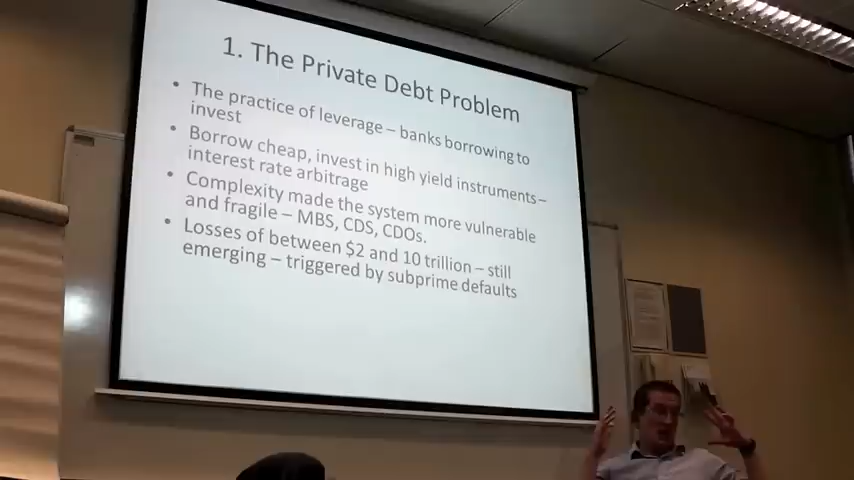 1. The Private Debt Problem
• The practice of leverage – banks borrowing to
invest
• Borrow cheap, invest in high yield instruments –
interest rate arbitrage
• Complexity made the system more vulnerable
and fragile – MBS, CDS, CDOs.
• Losses of between $2 and 10 trillion – still
emerging – triggered by subprime defaults